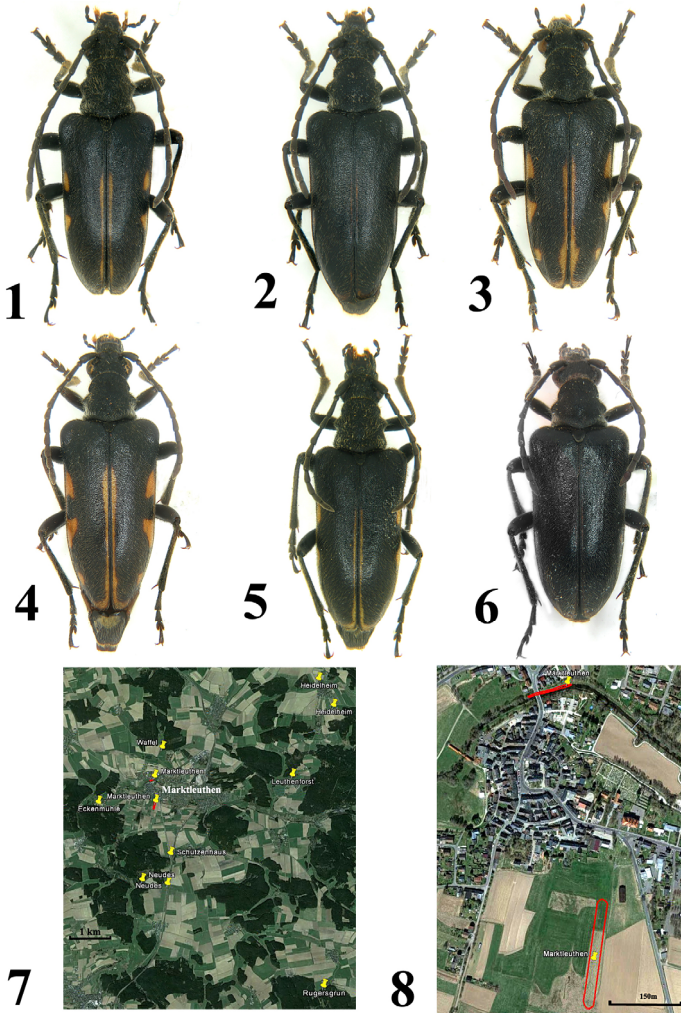 1
2
3
4
5
6
Heidelheim
Heidelheim
Waffel
Marktleuthen
Leuthenforst
Marktleuthen
Marktleuthen
Eckenmühle
Schützenhaus
Neudes
Neudes
1 km
Rügersgrün
7
Marktleuthen
Marktleuthen
150m
8